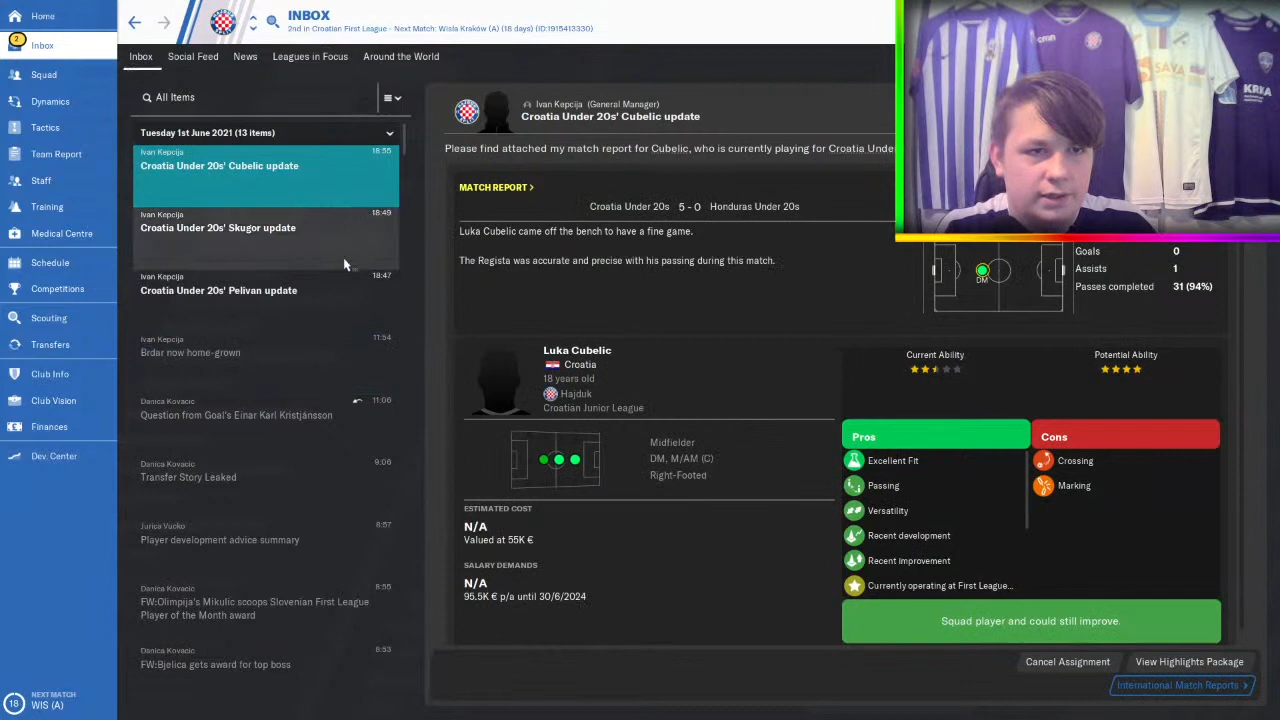 Home
2
Inbox
Squad
Dynamics
Tactics
Team Report
Staff
Training
Medical Centre
Schedule
Competitions
Scouting
Transfers
Club Info
Club Vision
Finances
Dev. Center
18
NEXT MATCH
WIS (A)
INBOX
2nd in Croatian First League - Next Match: Wisła Kraków (A) (18 days) (ID:1915413330)
Inbox Social Feed News Leagues in Focus Around the World
All Items
Tuesday 1st June 2021 (13 items)
Ivan Kepcija 18:55
Croatia Under 20s' Cubelic update
Ivan Kepcija 18:49
Croatia Under 20s' Skugor update
Ivan Kepcija 18:47
Croatia Under 20s' Pelivan update
Ivan Kepcija 11:54
Brdar now home-grown
Danica Kovacic 11:06
Question from Goal's Einar Karl Kristjánsson
Danica Kovacic 9:06
Transfer Story Leaked
Jurica Vucko 8:57
Player development advice summary
Danica Kovacic 8:55
FW:Olimpija's Mikulic scoops Slovenian First League
Player of the Month award
Danica Kovacic 8:53
FW:Bjelica gets award for top boss
Ivan Kepcija (General Manager)
Croatia Under 20s' Cubelic update
Please find attached my match report for Cubelic, who is currently playing for Croatia Unde
MATCH REPORT >
Croatia Under 20s 5 - 0 Honduras Under 20s
Luka Cubelic came off the bench to have a fine game.
The Regista was accurate and precise with his passing during this match.
DM
Goals 0
Assists 1
Passes completed 31 (94%)
Luka Cubelic
Croatia
18 years old
Hajduk
Croatian Junior League
Midfielder
DM, M/AM (C)
Right-Footed
ESTIMATED COST
N/A
Valued at 55K €
SALARY DEMANDS
N/A
95.5K € p/a until 30/6/2024
Current Ability
Potential Ability
Pros
Excellent Fit
Passing
Versatility
Recent development
Recent improvement
Currently operating at First League...
Cons
Crossing
Marking
Squad player and could still improve.
Cancel Assignment View Highlights Package
International Match Reports >
SAVA
KRKA